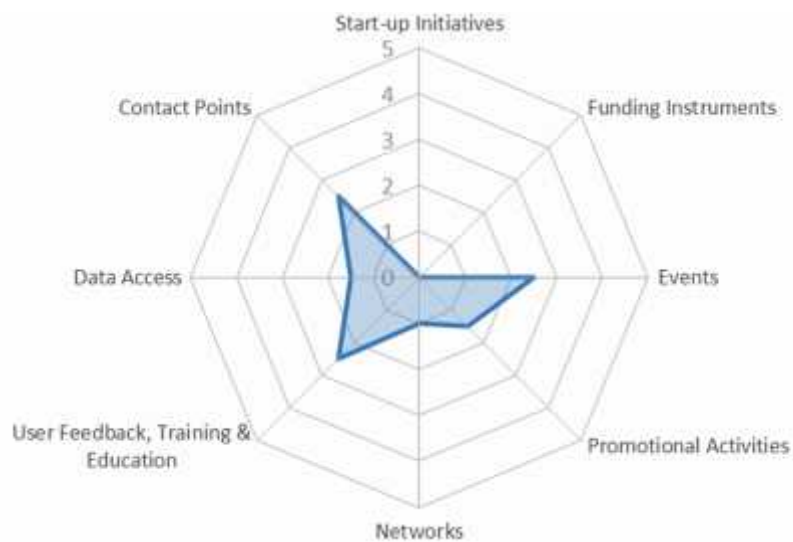 Start-up Initiatives
5
Contact Points
4
Funding Instruments
3
2
1
Data Access
0
Events
User Feedback, Training &
Education
Promotional Activities
Networks